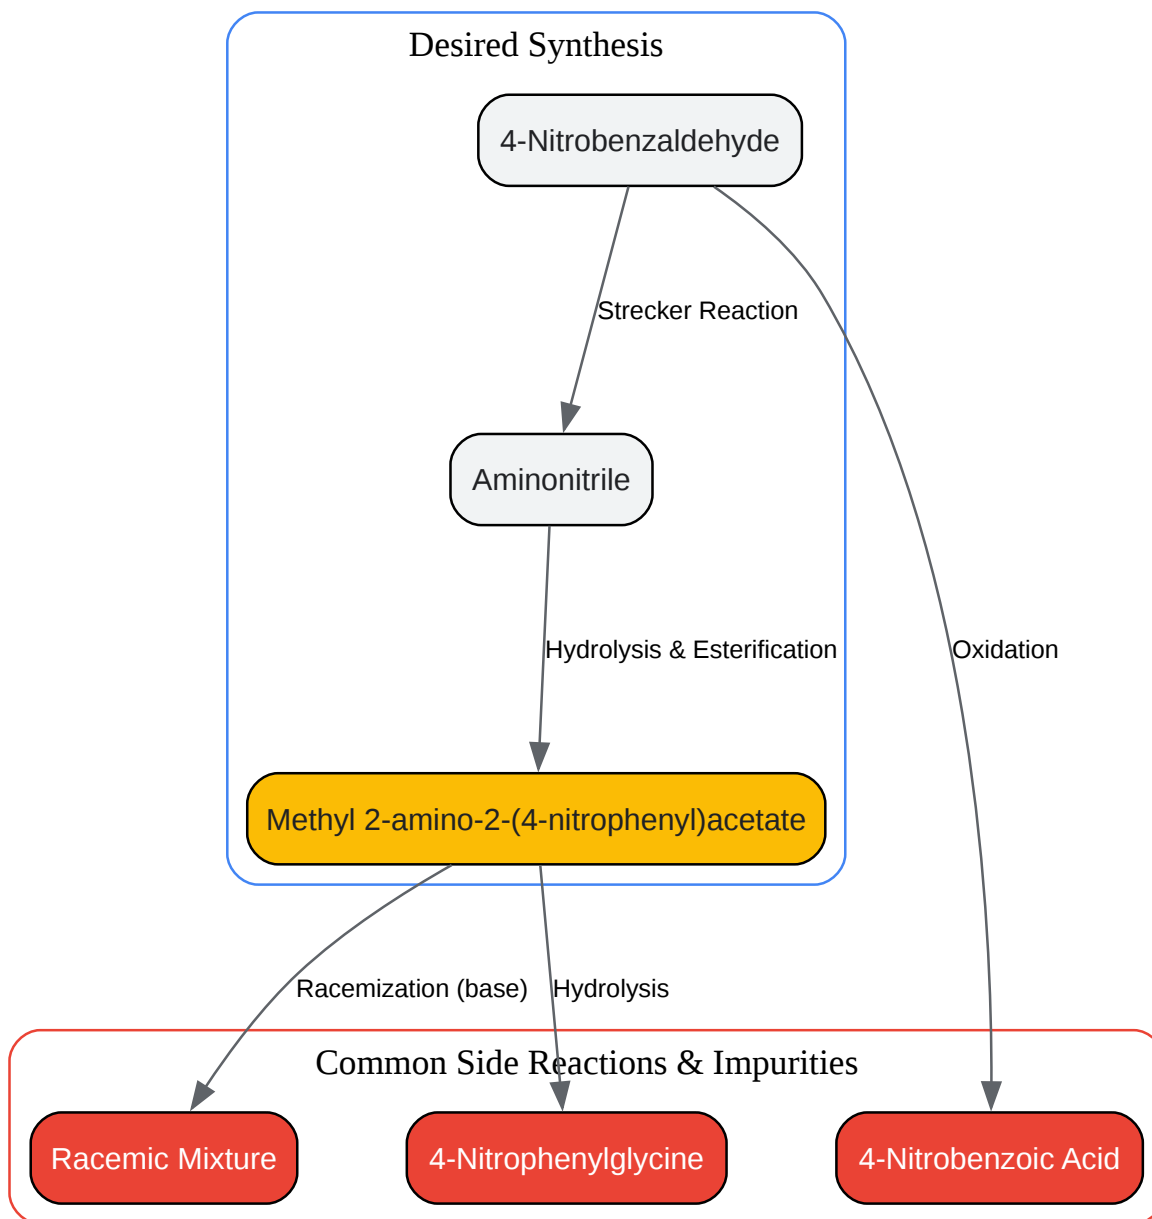 Desired Synthesis
4-Nitrobenzaldehyde
Strecker Reaction
Aminonitrile
Hydrolysis & Esterification
Oxidation
Methyl 2-amino-2-(4-nitrophenyl)acetate
Racemization (base)
Hydrolysis
Common Side Reactions & Impurities
Racemic Mixture
4-Nitrophenylglycine
4-Nitrobenzoic Acid